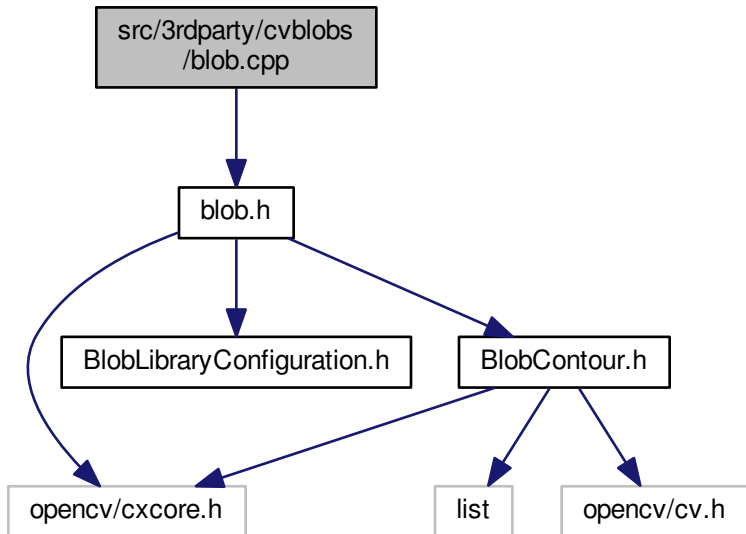 src/3rdparty/cvblobs
/blob.cpp
blob.h
BlobLibraryConfiguration.h
BlobContour.h
opencv/cxcore.h
list
opencv/cv.h